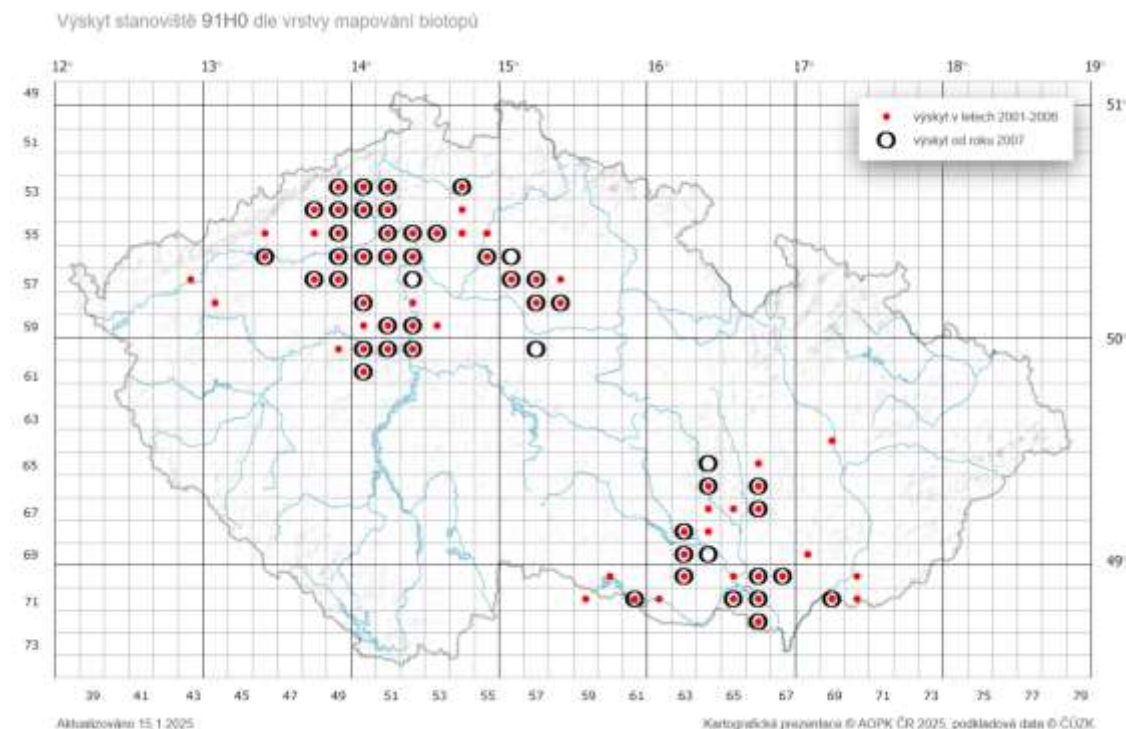 Výskyt stanoviště 91H0 dle vrstvy mapování biotopů
12° 13° 14° 15° 16° 17° 18° 19°
výskyt v letech 2001-2006
výskyt od roku 2007
49 51°
51
53
55
57
59 50°
61
63
65
67
69 49°
71
73
39 41 43 45 47 49 51 53 55 57 59 61 63 65 67 69 71 73 75 77 79
Aktualizováno 15.1.2025 Kartografická prezentace © AOPK ČR 2025, podkladová data © ČÚZK